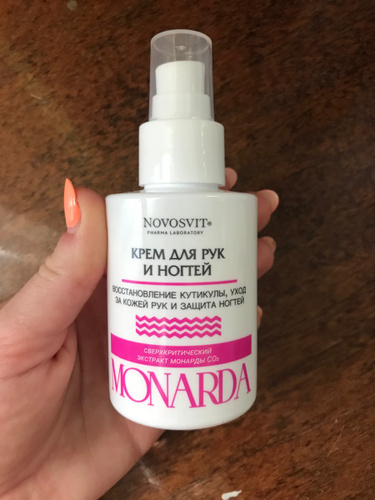 NOVOSVIT®
PHARMA LABORATORY
КРЕМ ДЛЯ РУК
И НОГТЕЙ
ВОССТАНОВЛЕНИЕ КУТИКУЛЫ, УХОД
ЗА КОЖЕЙ РУК И ЗАЩИТА НОГТЕЙ
СВЕРХКРИТИЧЕСКИЙ
ЭКСТРАКТ МОНАРДЫ CO₂
MONARDA